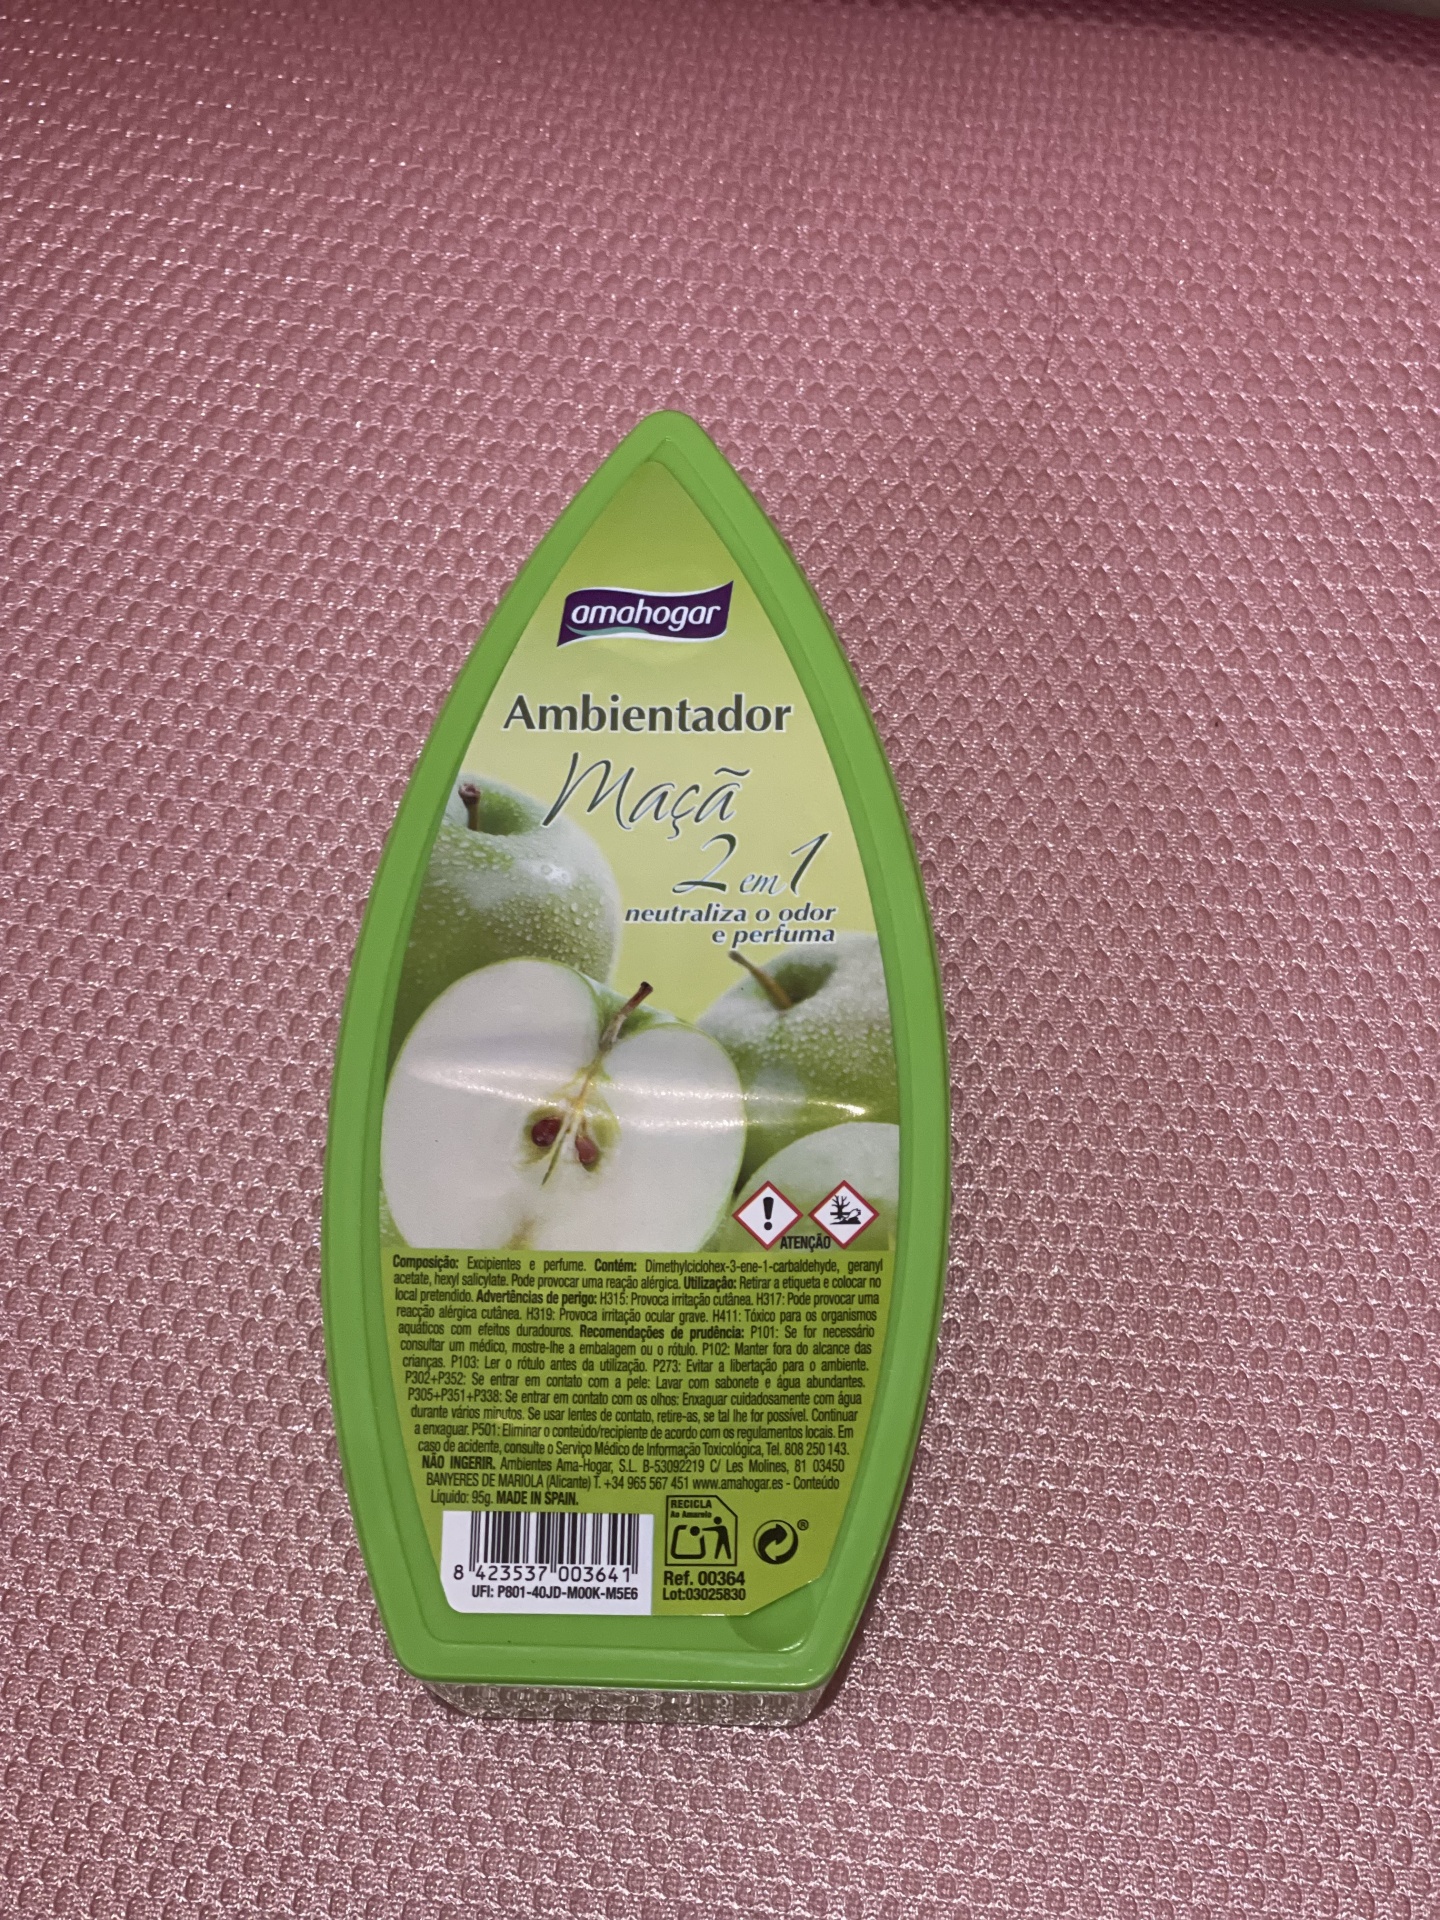 amahogar
Ambientador
Maçã
2 em 1
neutraliza o odor
e perfuma
ATENÇÃO
Composição: Excipientes e perfume. Contém: Dimethylciclohex-3-ene-1-carbaldehyde, geranyl
acetate, hexyl salicylate. Pode provocar uma reação alérgica. Utilização: Retirar a etiqueta e colocar no
local pretendido. Advertências de perigo: H315: Provoca irritação cutânea. H317: Pode provocar uma
reacção alérgica cutânea. H319: Provoca irritação ocular grave. H411: Tóxico para os organismos
aquáticos com efeitos duradouros. Recomendações de prudência: P101: Se for necessário
consultar um médico, mostre-lhe a embalagem ou o rótulo. P102: Manter fora do alcance das
crianças. P103: Ler o rótulo antes da utilização. P273: Evitar a libertação para o ambiente.
P302+P352: Se entrar em contato com a pele: Lavar com sabonete e água abundantes.
P305+P351+P338: Se entrar em contato com os olhos: Enxaguar cuidadosamente com água
durante vários minutos. Se usar lentes de contato, retire-as, se tal lhe for possível. Continuar
a enxaguar. P501: Eliminar o conteúdo/recipiente de acordo com os regulamentos locais. Em
caso de acidente, consulte o Serviço Médico de Informação Toxicológica, Tel. 808 250 143.
NÃO INGERIR. Ambientes Ama-Hogar, S.L. B-53092219 C/ Les Molines, 81 03450
BANYERES DE MARIOLA (Alicante) T. +34 965 567 451 www.amahogar.es - Conteúdo
Líquido: 95g. MADE IN SPAIN.
RECICLA
Ao Amarelo
®
8 423537 003641
UFI: P801-40JD-M00K-M5E6
Ref. 00364
Lot:03025830